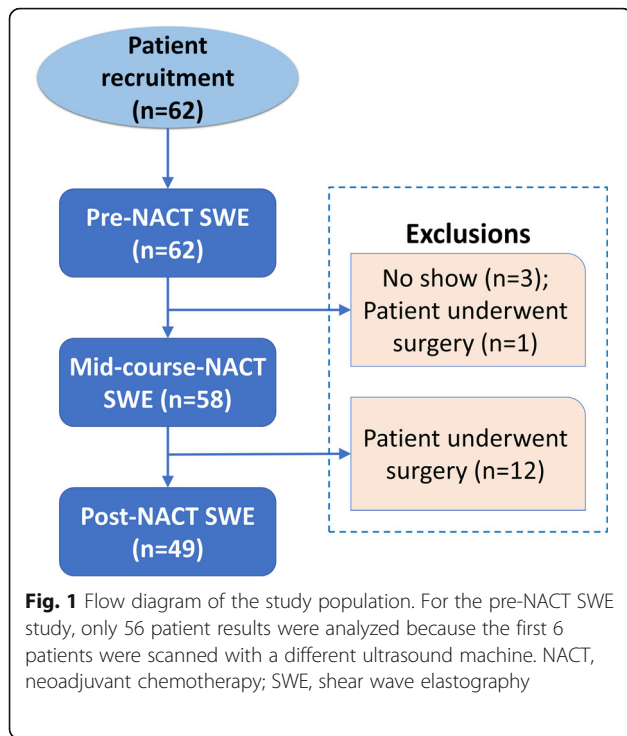 Patient
recruitment
(n=62)
Pre-NACT SWE
(n=62)
Exclusions
No show (n=3);
Patient underwent
surgery (n=1)
Mid-course-NACT
SWE (n=58)
Patient underwent
surgery (n=12)
Post-NACT SWE
(n=49)
Fig. 1 Flow diagram of the study population. For the pre-NACT SWE
study, only 56 patient results were analyzed because the first 6
patients were scanned with a different ultrasound machine. NACT,
neoadjuvant chemotherapy; SWE, shear wave elastography